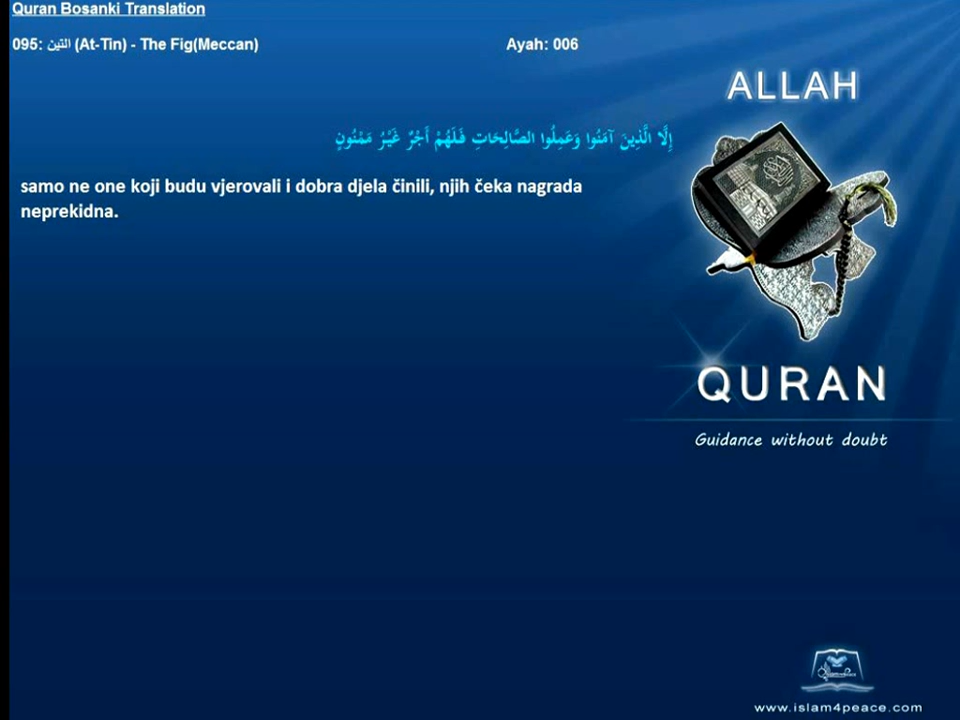 Quran Bosanki Translation
095: التين (At-Tin) - The Fig(Meccan) Ayah: 006
ALLAH
إِلَّا الَّذِينَ آمَنُوا وَعَمِلُوا الصَّالِحَاتِ فَلَهُمْ أَجْرٌ غَيْرُ مَمْنُونٍ
samo ne one koji budu vjerovali i dobra djela činili, njih čeka nagrada
neprekidna.
QURAN
Guidance without doubt
www.islam4peace.com